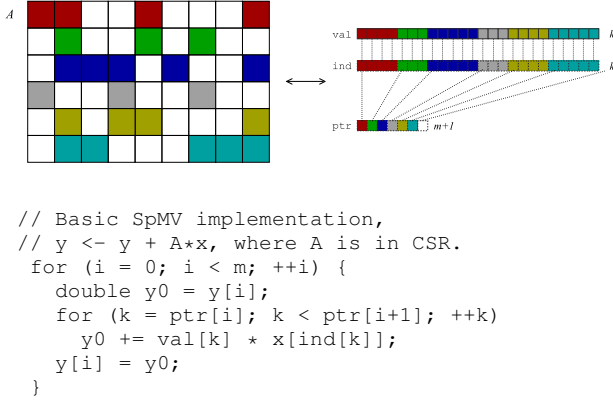 A
val
k
ind
k
ptr
m+1
// Basic SpMV implementation,
// y <- y + A*x, where A is in CSR.
for (i = 0; i < m; ++i) {
double y0 = y[i];
for (k = ptr[i]; k < ptr[i+1]; ++k)
y0 += val[k] * x[ind[k]];
y[i] = y0;
}